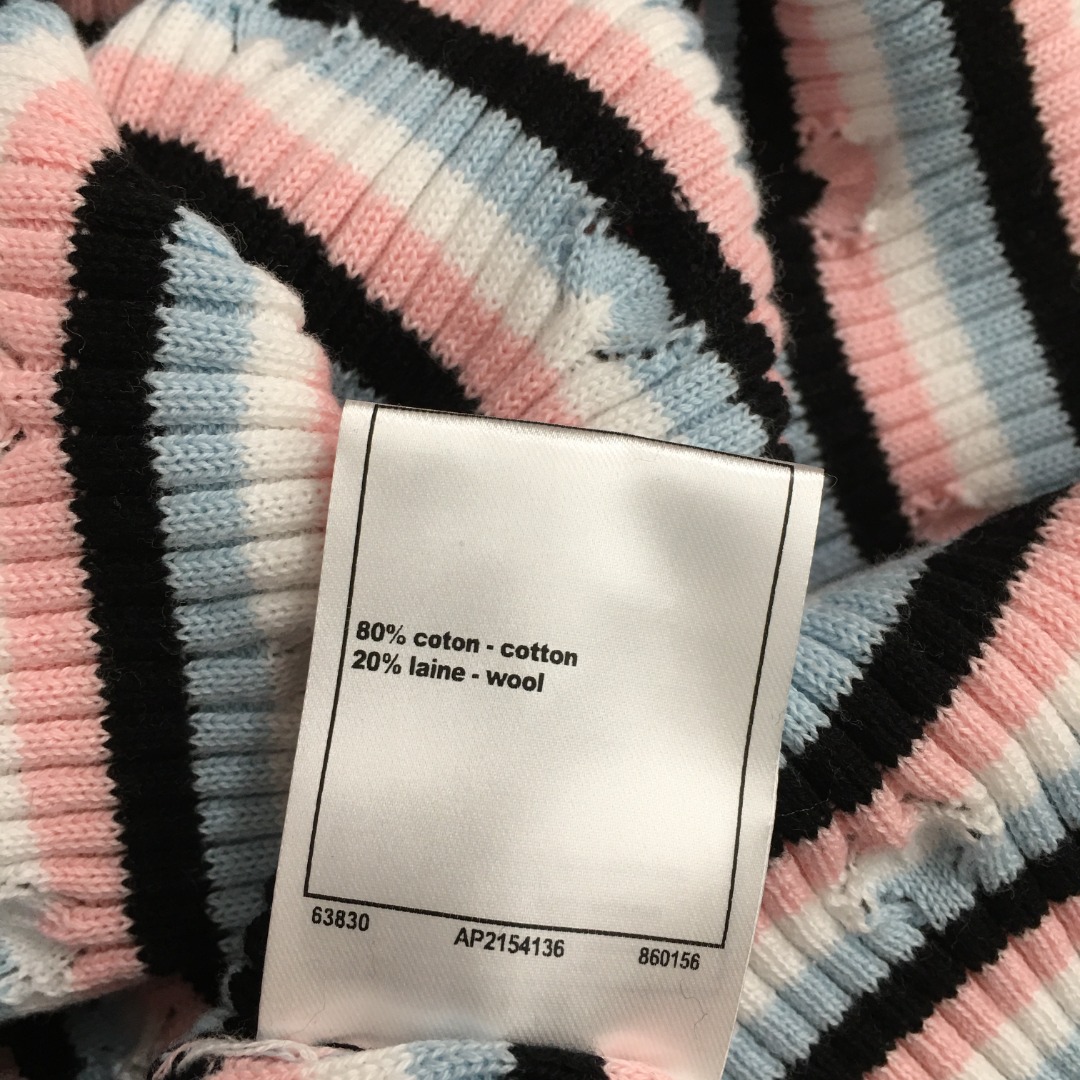 80% coton - cotton
20% laine - wool
63830 AP2154136 860156